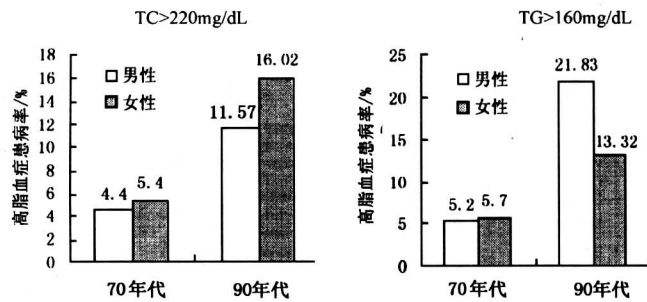 TC>220mg/dL
高脂血症患病率/%
18
16
14
12
10
8
6
4
2
0
男性
女性
4.4
5.4
11.57
16.02
70年代
90年代
TG>160mg/dL
高脂血症患病率/%
25
20
15
10
5
0
男性
女性
5.2
5.7
21.83
13.32
70年代
90年代